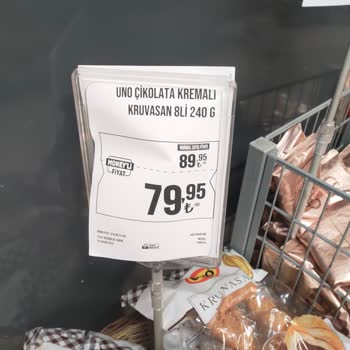 UNO ÇİKOLATA KREMALI
KRUVASAN 8Lİ 240 G
NORMAL SATIŞ FİYATI
89,95
₺
MONEY'Lİ
FİYAT
79,95
₺
KRUVASAN